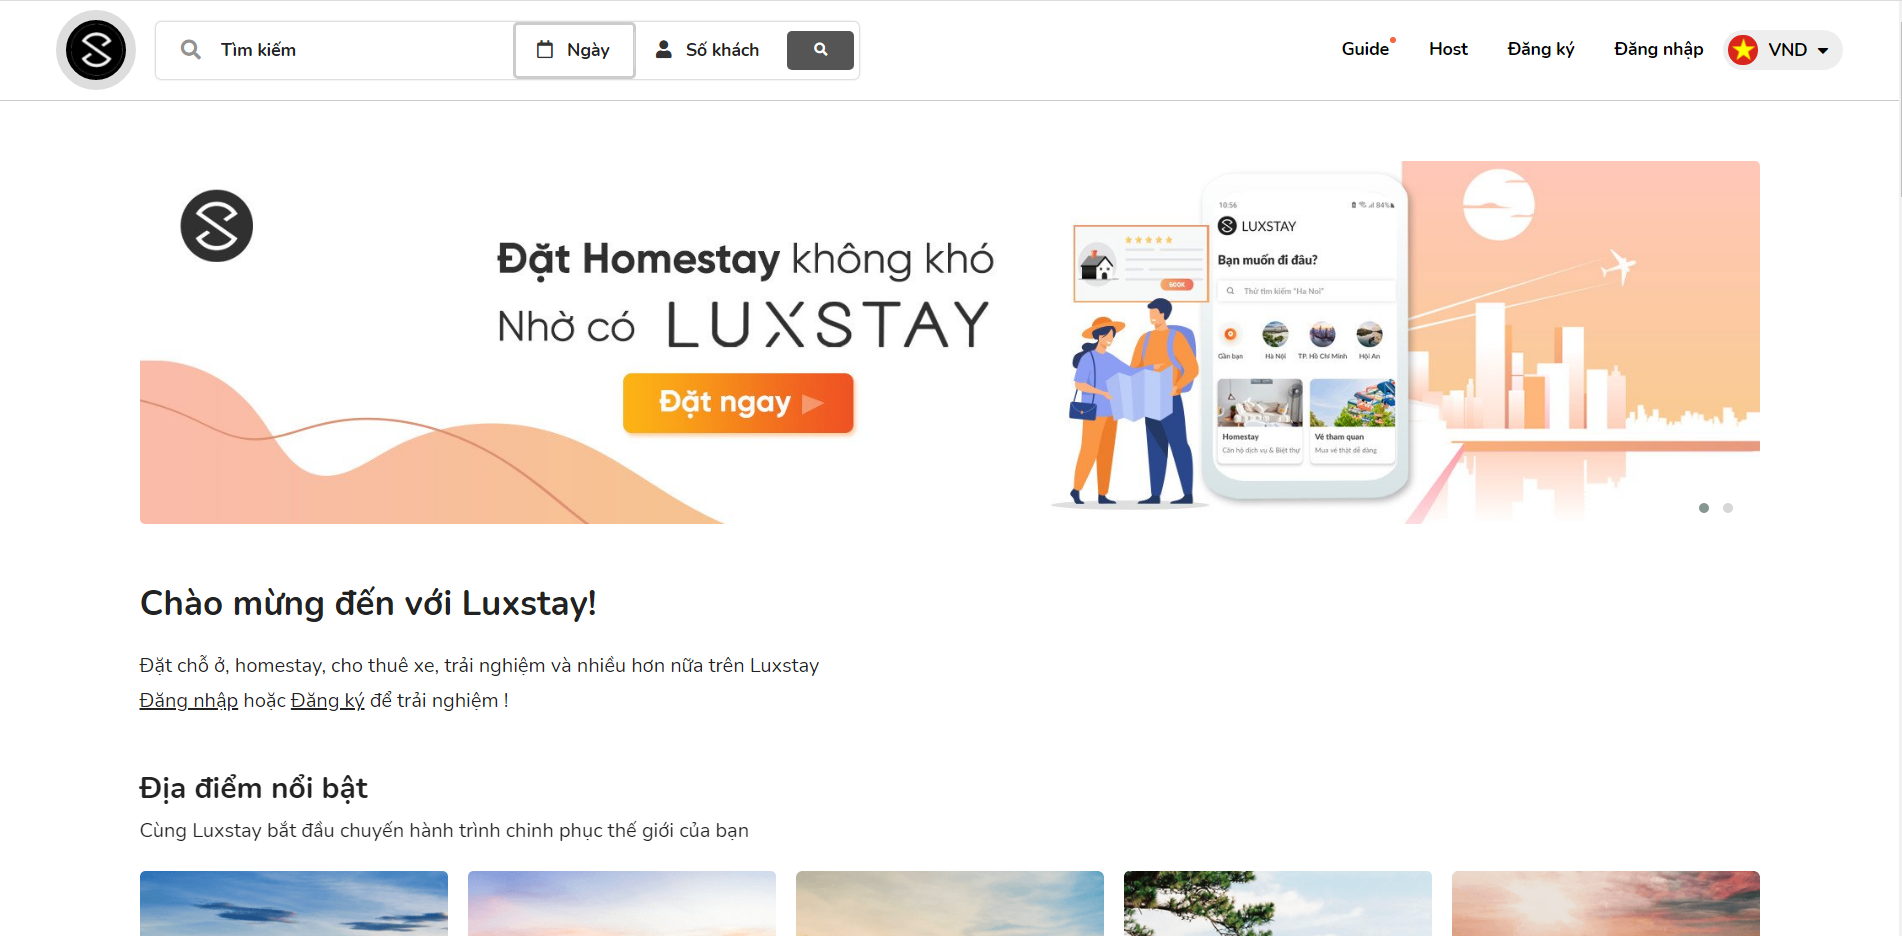 Tìm kiếm
Ngày
Số khách
Guide
Host
Đăng ký
Đăng nhập
VND
Đặt Homestay không khó
Nhờ có LUXSTAY
Đặt ngay
BOOK
10:56
84%
LUXSTAY
Bạn muốn đi đâu?
Thử tìm kiếm "Ha Noi"
Gần bạn
Hà Nội
TP. Hồ Chí Minh
Hội An
Homestay
Căn hộ dịch vụ & Biệt thự
Vé tham quan
Mua vé thật dễ dàng
Chào mừng đến với Luxstay!
Đặt chỗ ở, homestay, cho thuê xe, trải nghiệm và nhiều hơn nữa trên Luxstay
Đăng nhập hoặc Đăng ký để trải nghiệm !
Địa điểm nổi bật
Cùng Luxstay bắt đầu chuyến hành trình chinh phục thế giới của bạn